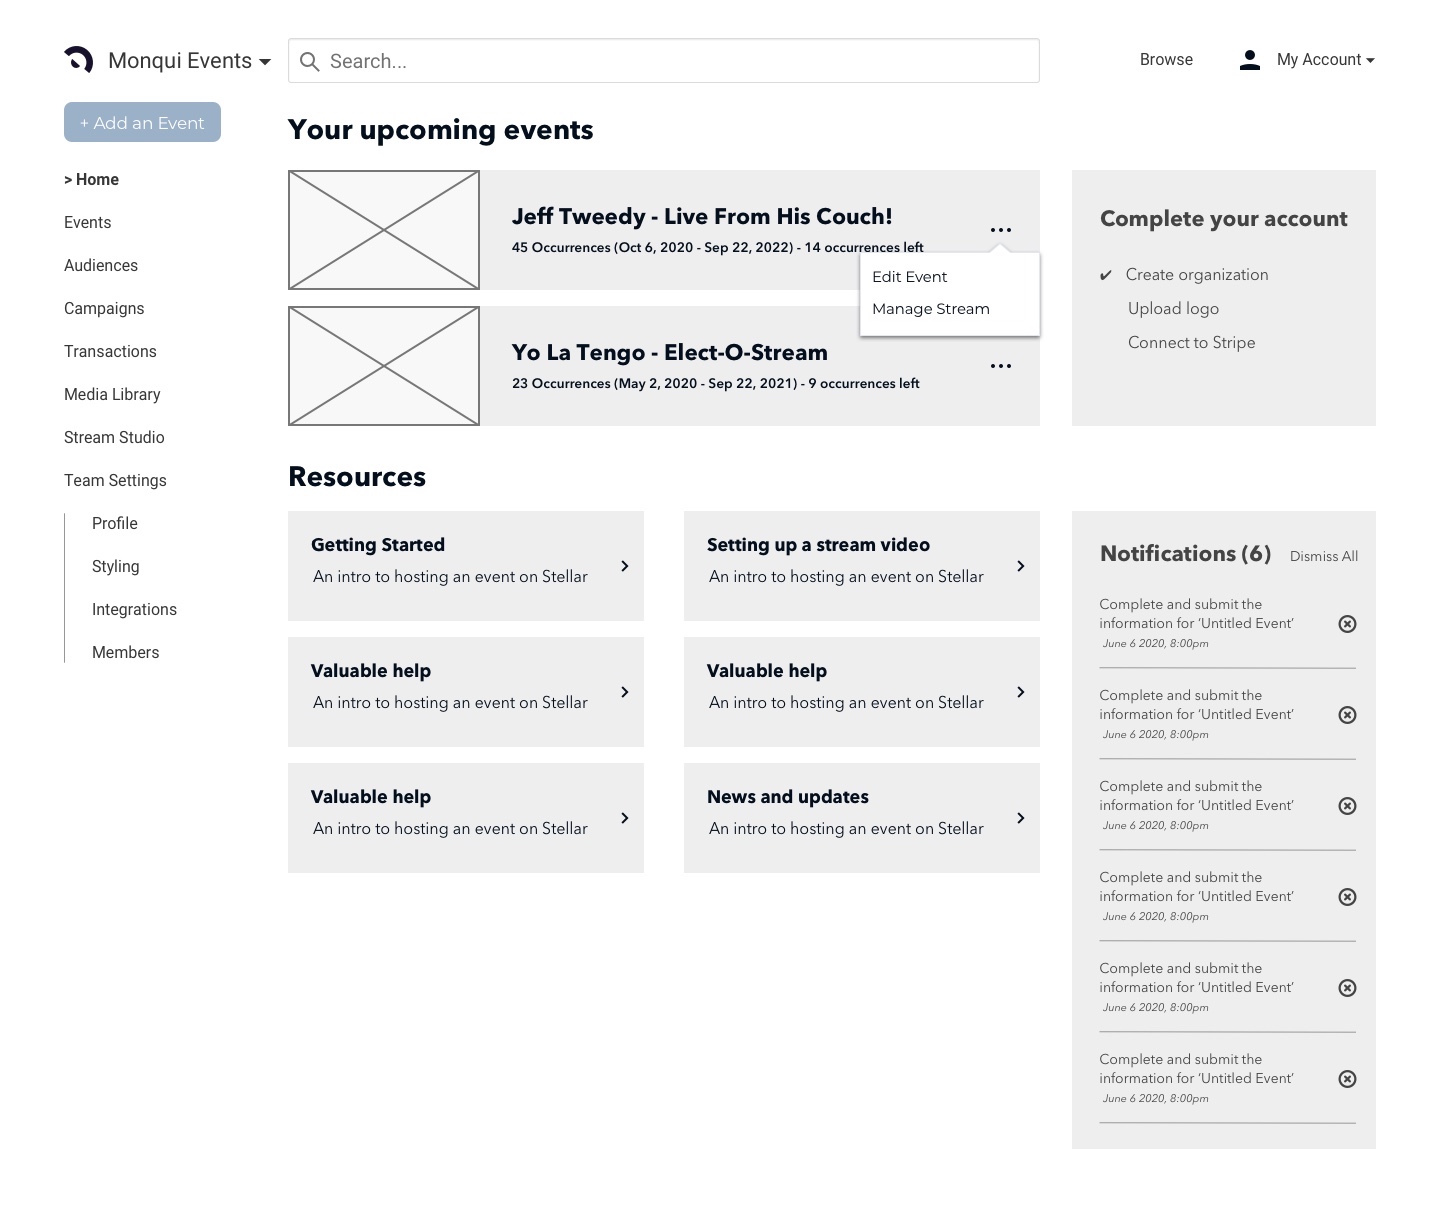 Monqui Events
Search...
Browse
My Account
+ Add an Event
> Home
Events
Audiences
Campaigns
Transactions
Media Library
Stream Studio
Team Settings
Profile
Styling
Integrations
Members
Your upcoming events
Jeff Tweedy - Live From His Couch!
45 Occurrences (Oct 6, 2020 - Sep 22, 2022) - 14 occurrences left
Edit Event
Manage Stream
Yo La Tengo - Elect-O-Stream
23 Occurrences (May 2, 2020 - Sep 22, 2021) - 9 occurrences left
Complete your account
✔ Create organization
Upload logo
Connect to Stripe
Resources
Getting Started
An intro to hosting an event on Stellar
Setting up a stream video
An intro to hosting an event on Stellar
Valuable help
An intro to hosting an event on Stellar
Valuable help
An intro to hosting an event on Stellar
Valuable help
An intro to hosting an event on Stellar
News and updates
An intro to hosting an event on Stellar
Notifications (6) Dismiss All
Complete and submit the
information for ‘Untitled Event’
June 6 2020, 8:00pm
Complete and submit the
information for ‘Untitled Event’
June 6 2020, 8:00pm
Complete and submit the
information for ‘Untitled Event’
June 6 2020, 8:00pm
Complete and submit the
information for ‘Untitled Event’
June 6 2020, 8:00pm
Complete and submit the
information for ‘Untitled Event’
June 6 2020, 8:00pm
Complete and submit the
information for ‘Untitled Event’
June 6 2020, 8:00pm